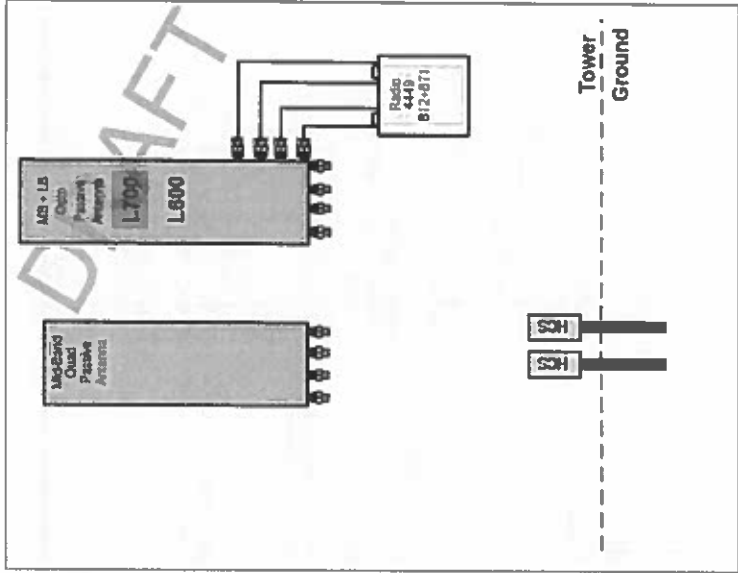 DRAFT
Mid-Band
Quad
Passive
Antenna
MB + LB
Octo
Passive
Antenna
L700
L600
Radio
4449
B12+B71
HCS
HCS
Tower
Ground